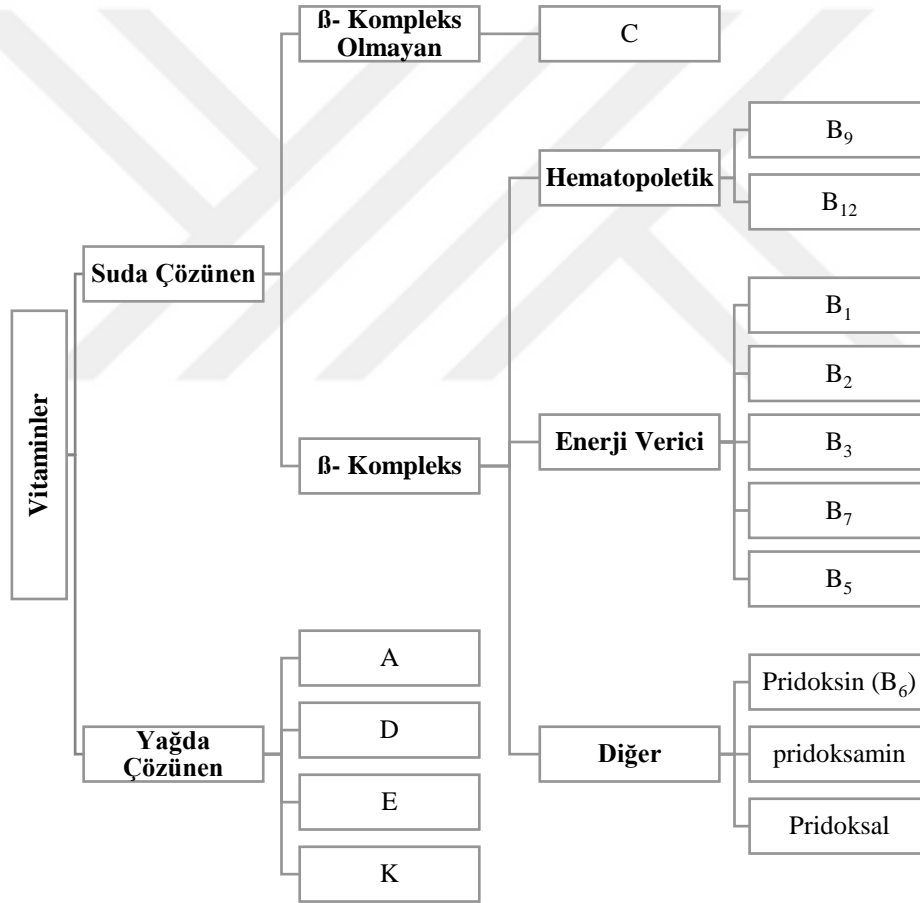 Vitaminler
Suda Çözünen
ß- Kompleks
Olmayan
C
ß- Kompleks
Hematopoletik
B₉
B₁₂
Enerji Verici
B₁
B₂
B₃
B₇
B₅
Diğer
Pridoksin (B₆)
pridoksamin
Pridoksal
Yağda
Çözünen
A
D
E
K